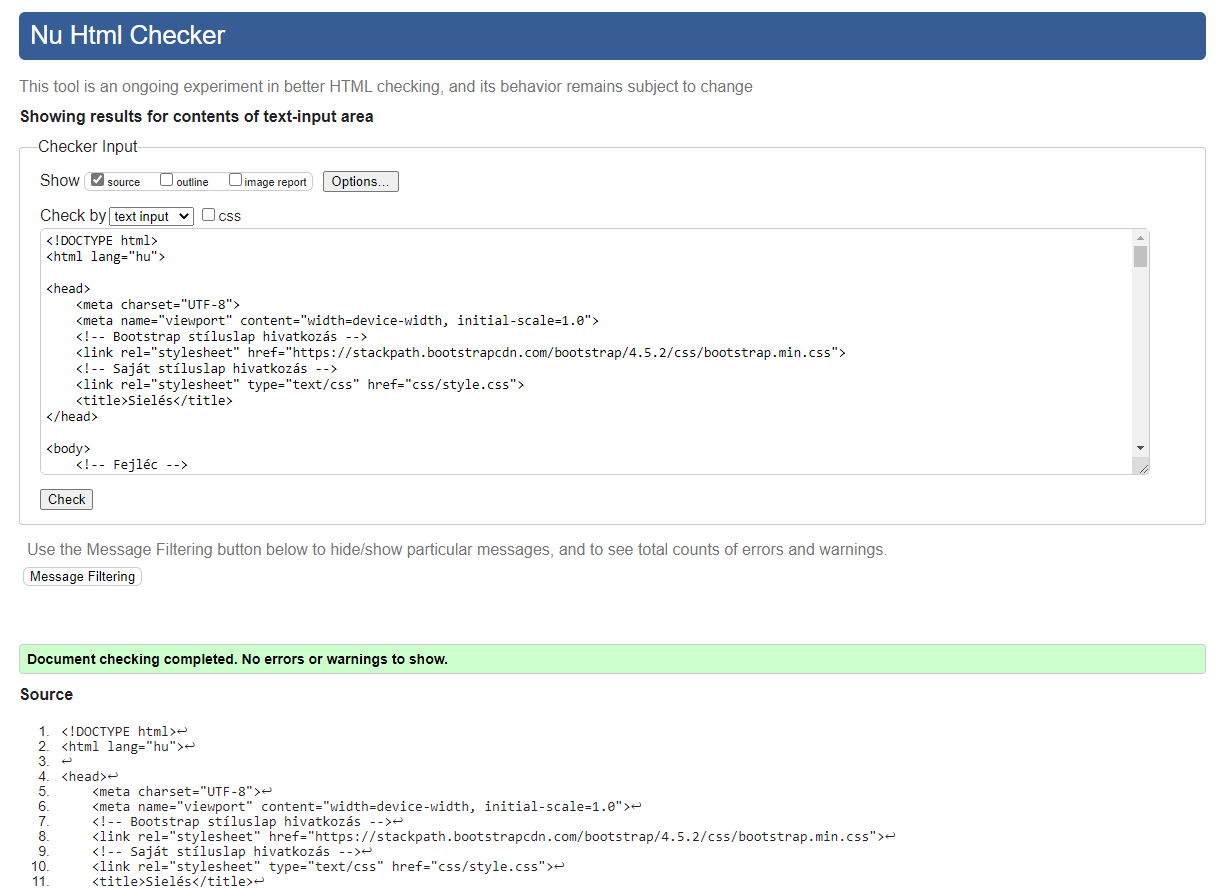 Nu Html Checker
This tool is an ongoing experiment in better HTML checking, and its behavior remains subject to change
Showing results for contents of text-input area
Checker Input
Show source outline image report Options...
Check by text input css
<!DOCTYPE html>
<html lang="hu">
<head>
<meta charset="UTF-8">
<meta name="viewport" content="width=device-width, initial-scale=1.0">
<!-- Bootstrap stíluslap hivatkozás -->
<link rel="stylesheet" href="https://stackpath.bootstrapcdn.com/bootstrap/4.5.2/css/bootstrap.min.css">
<!-- Saját stíluslap hivatkozás -->
<link rel="stylesheet" type="text/css" href="css/style.css">
<title>Sielés</title>
</head>
<body>
<!-- Fejléc -->
Check
Use the Message Filtering button below to hide/show particular messages, and to see total counts of errors and warnings.
Message Filtering
Document checking completed. No errors or warnings to show.
Source
1. <!DOCTYPE html>↩
2. <html lang="hu">↩
3. ↩
4. <head>↩
5. <meta charset="UTF-8">↩
6. <meta name="viewport" content="width=device-width, initial-scale=1.0">↩
7. <!-- Bootstrap stíluslap hivatkozás -->↩
8. <link rel="stylesheet" href="https://stackpath.bootstrapcdn.com/bootstrap/4.5.2/css/bootstrap.min.css">↩
9. <!-- Saját stíluslap hivatkozás -->↩
10. <link rel="stylesheet" type="text/css" href="css/style.css">↩
11. <title>Sielés</title>↩